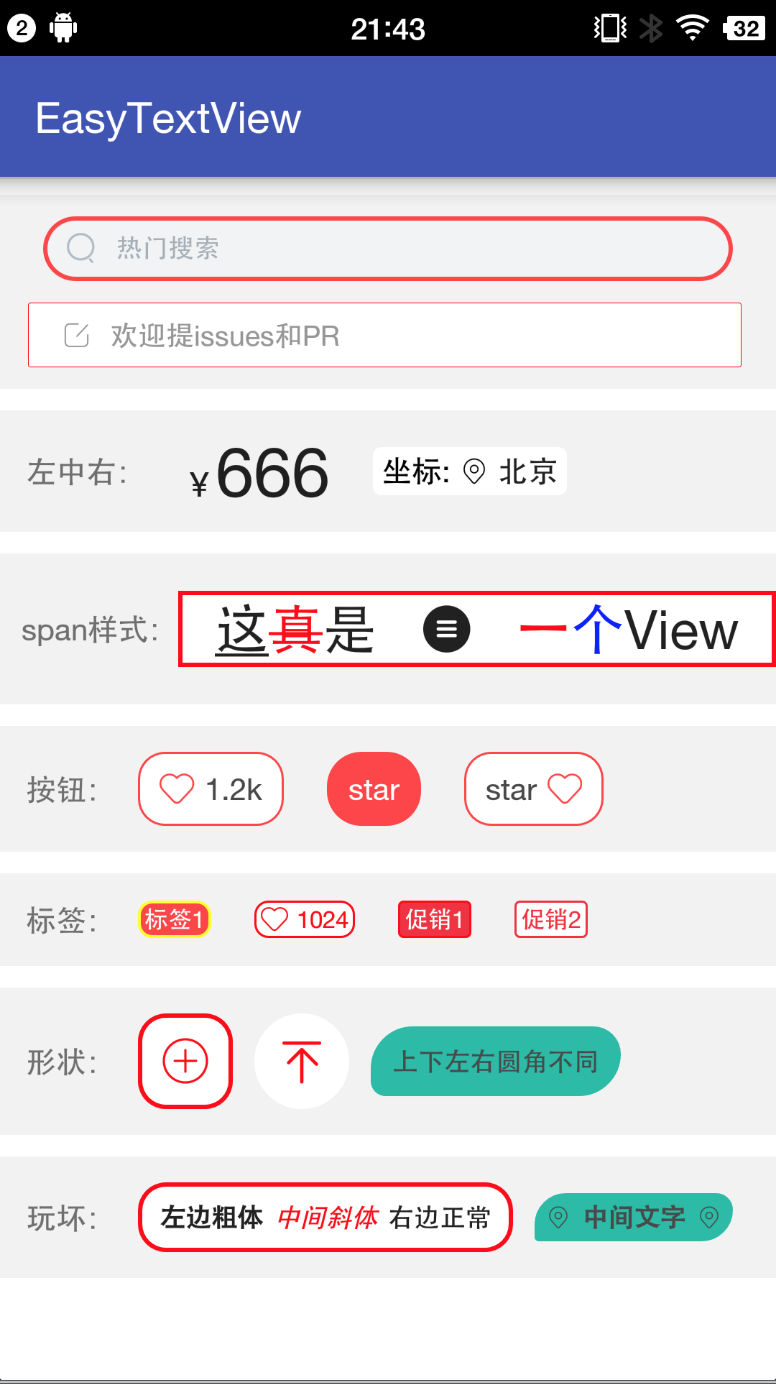 2 21:43 32
EasyTextView
热门搜索
欢迎提issues和PR
左中右: ¥666 坐标: 北京
span样式: 这真是 一个View
按钮: 1.2k star star
标签: 标签1 1024 促销1 促销2
形状: 上下左右圆角不同
玩坏: 左边粗体 中间斜体 右边正常 中间文字